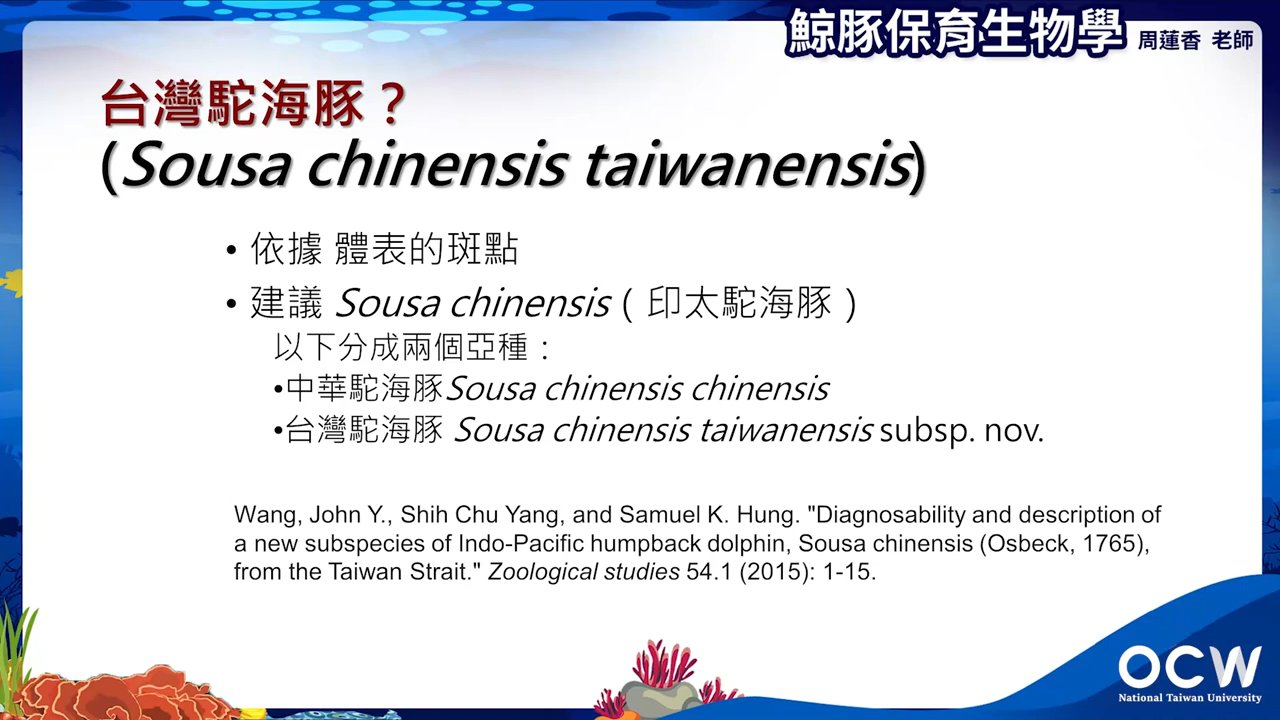 鯨豚保育生物學 周蓮香 老師
台灣駝海豚？
(Sousa chinensis taiwanensis)
• 依據 體表的斑點
• 建議 Sousa chinensis（印太駝海豚）
以下分成兩個亞種：
•中華駝海豚Sousa chinensis chinensis
•台灣駝海豚 Sousa chinensis taiwanensis subsp. nov.
Wang, John Y., Shih Chu Yang, and Samuel K. Hung. "Diagnosability and description of
a new subspecies of Indo-Pacific humpback dolphin, Sousa chinensis (Osbeck, 1765),
from the Taiwan Strait." Zoological studies 54.1 (2015): 1-15.
OCW
National Taiwan University